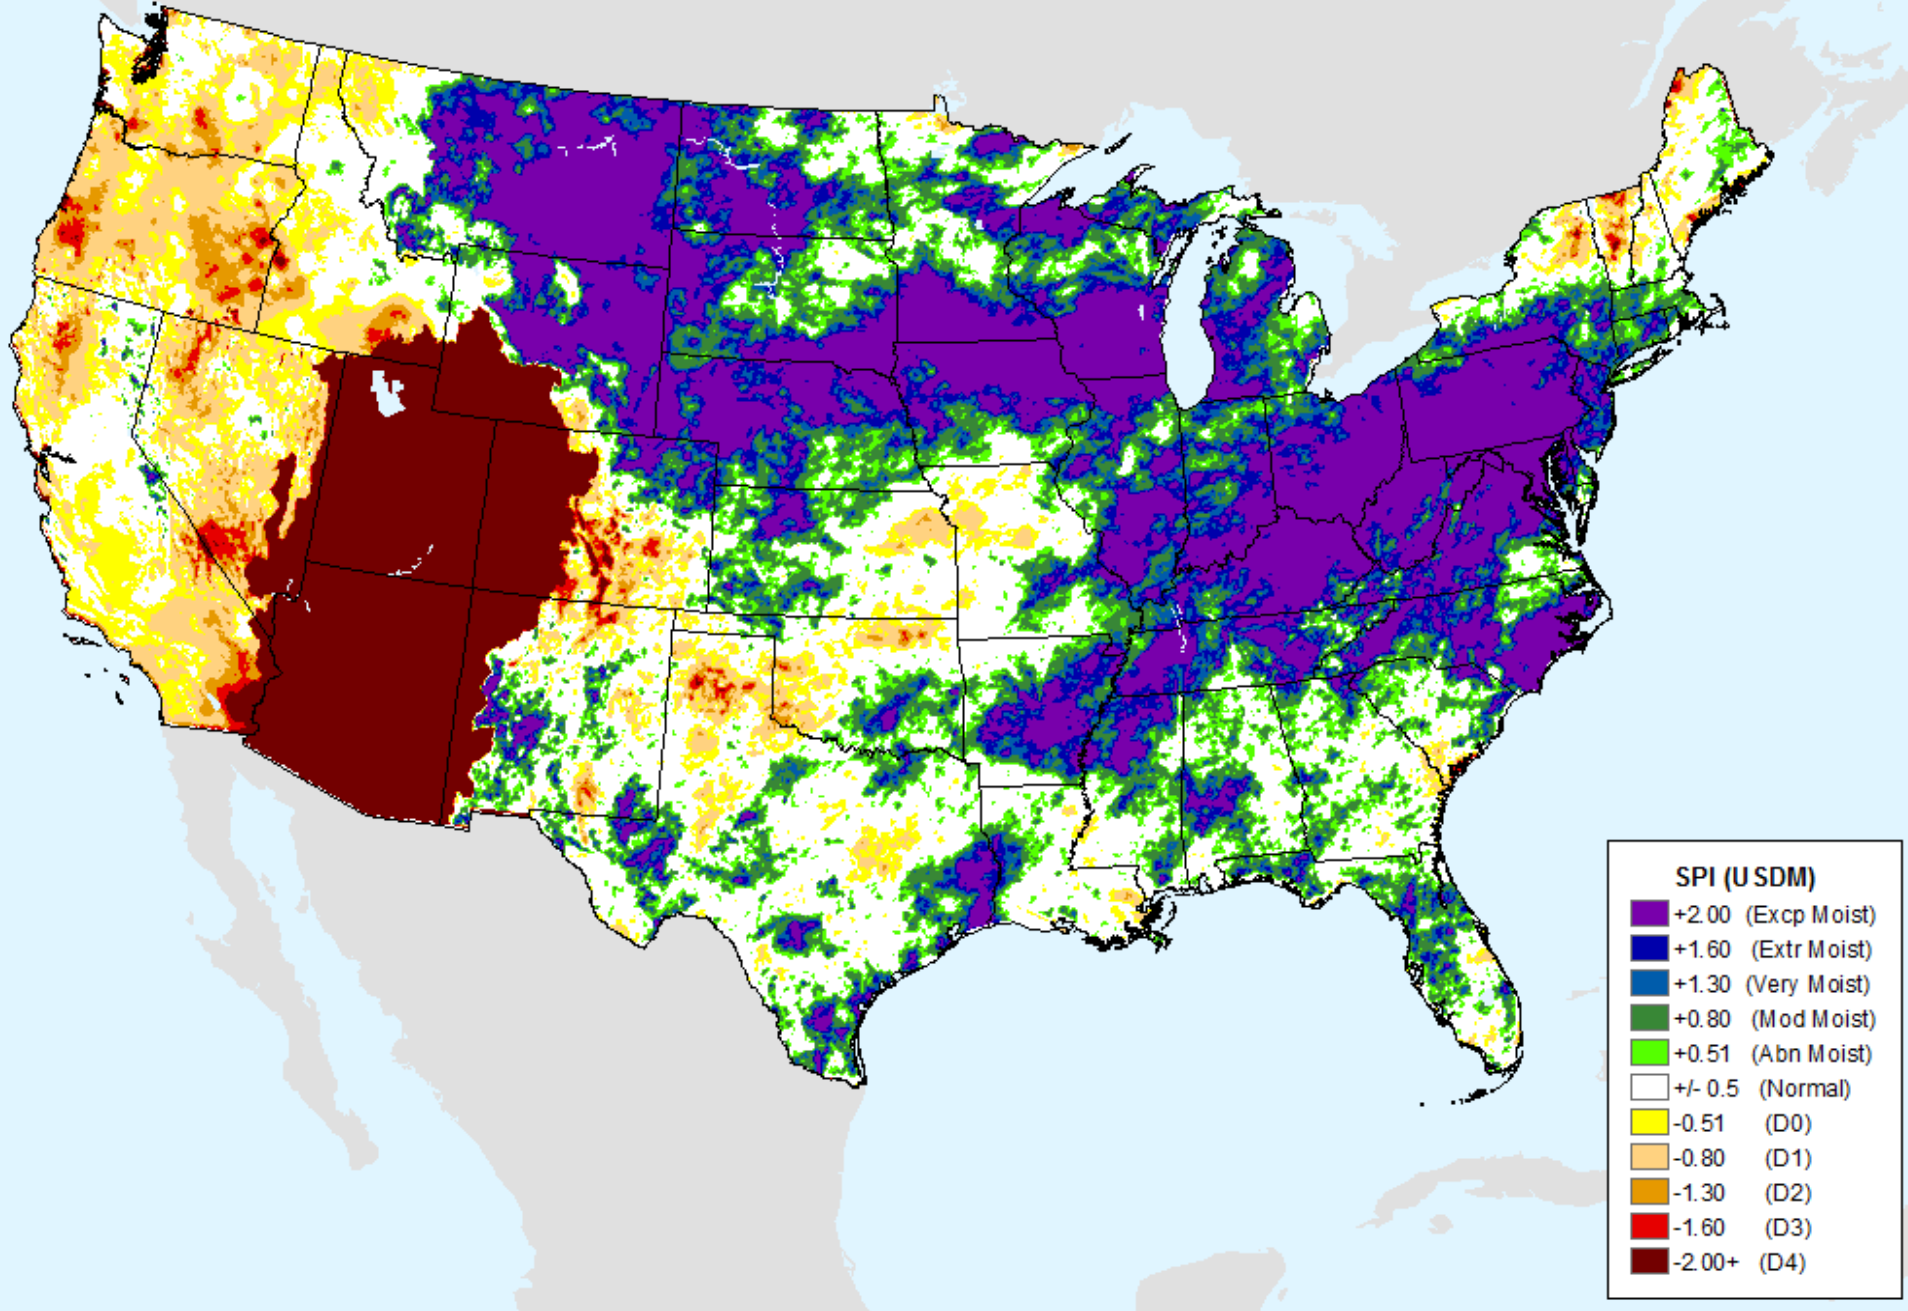 SPI (USDM)
+2.00 (Excp Moist)
+1.60 (Extr Moist)
+1.30 (Very Moist)
+0.80 (Mod Moist)
+0.51 (Abn Moist)
+/- 0.5 (Normal)
-0.51 (D0)
-0.80 (D1)
-1.30 (D2)
-1.60 (D3)
-2.00+ (D4)